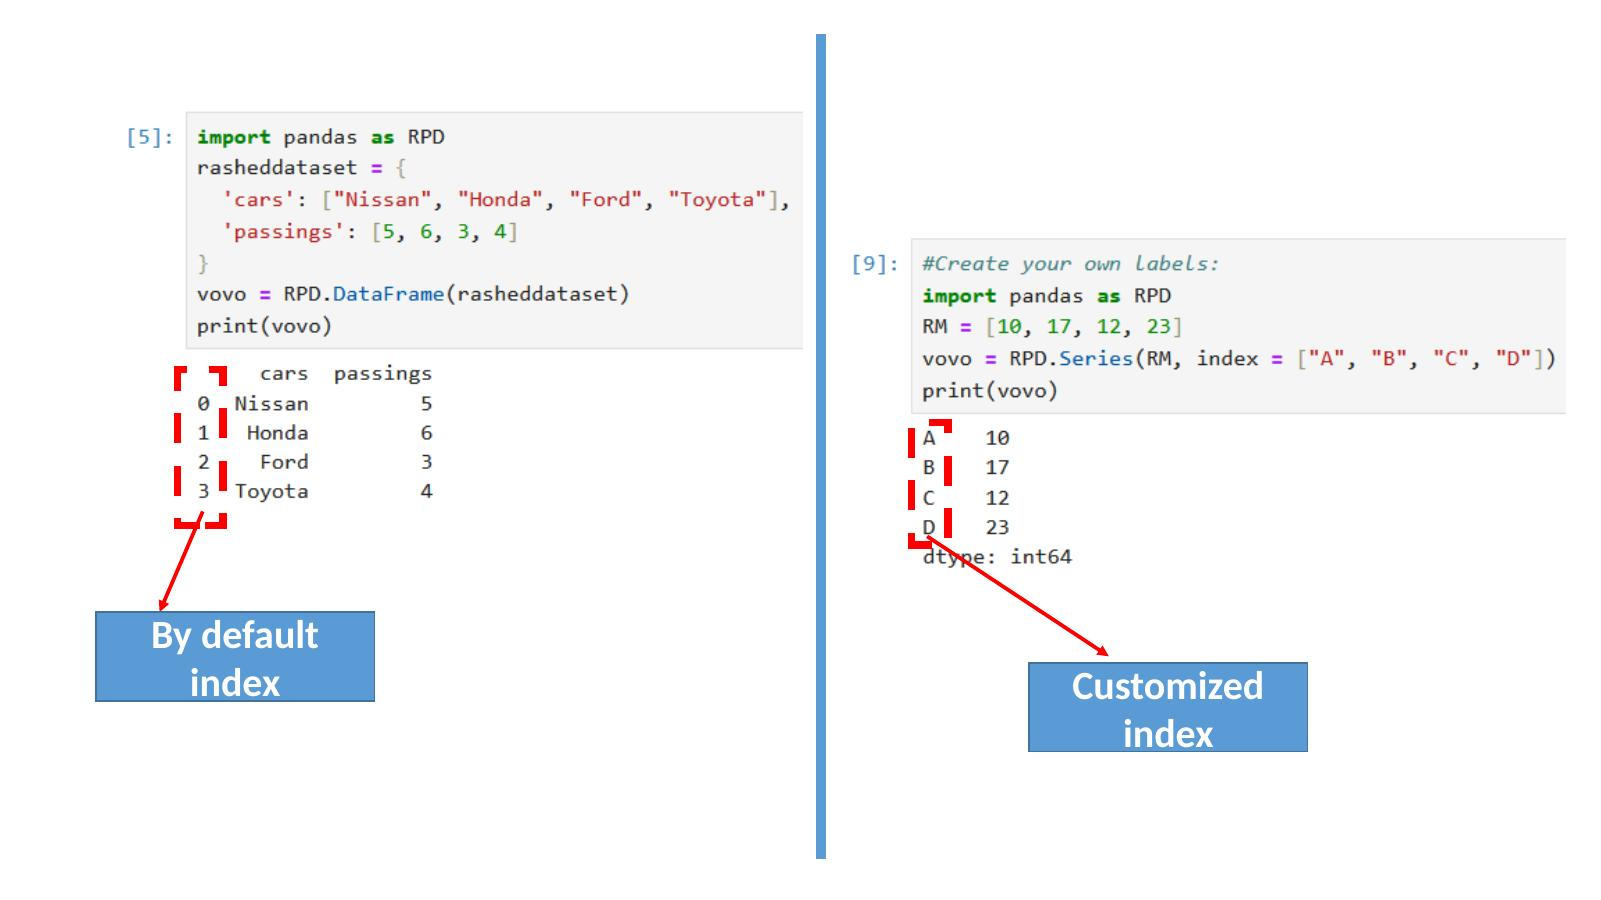 [5]: import pandas as RPD
rasheddataset = {
'cars': ["Nissan", "Honda", "Ford", "Toyota"],
'passings': [5, 6, 3, 4]
}
vovo = RPD.DataFrame(rasheddataset)
print(vovo)
cars passings
0 Nissan 5
1 Honda 6
2 Ford 3
3 Toyota 4
By default
index
[9]: #Create your own labels:
import pandas as RPD
RM = [10, 17, 12, 23]
vovo = RPD.Series(RM, index = ["A", "B", "C", "D"])
print(vovo)
A 10
B 17
C 12
D 23
dtype: int64
Customized
index